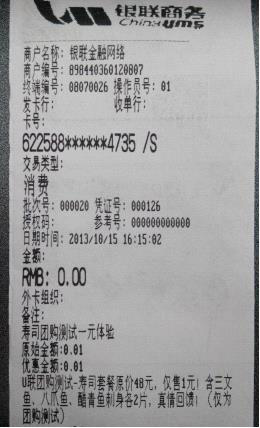 银联商务
China ums
商户名称: 银联金融网络
商户编号: 898440360120807
终端编号: 08070026 操作员号: 01
发卡行:        收单行:
卡号:
622588******4735 /S
交易类型:
消费
批次号: 000020 凭证号: 000126
授权码:        参考号: 000000000000
日期时间: 2013/10/15 16:15:02
金额:
RMB: 0.00
外卡组织:
备注:
寿司团购测试一元体验
原始金额:0.01
优惠金额:0.01
U联团购测试-寿司套餐原价48元, 仅售1元! 含三文
鱼、八爪鱼、醋青鱼刺身各2片, 真情回馈! (仅为
团购测试)